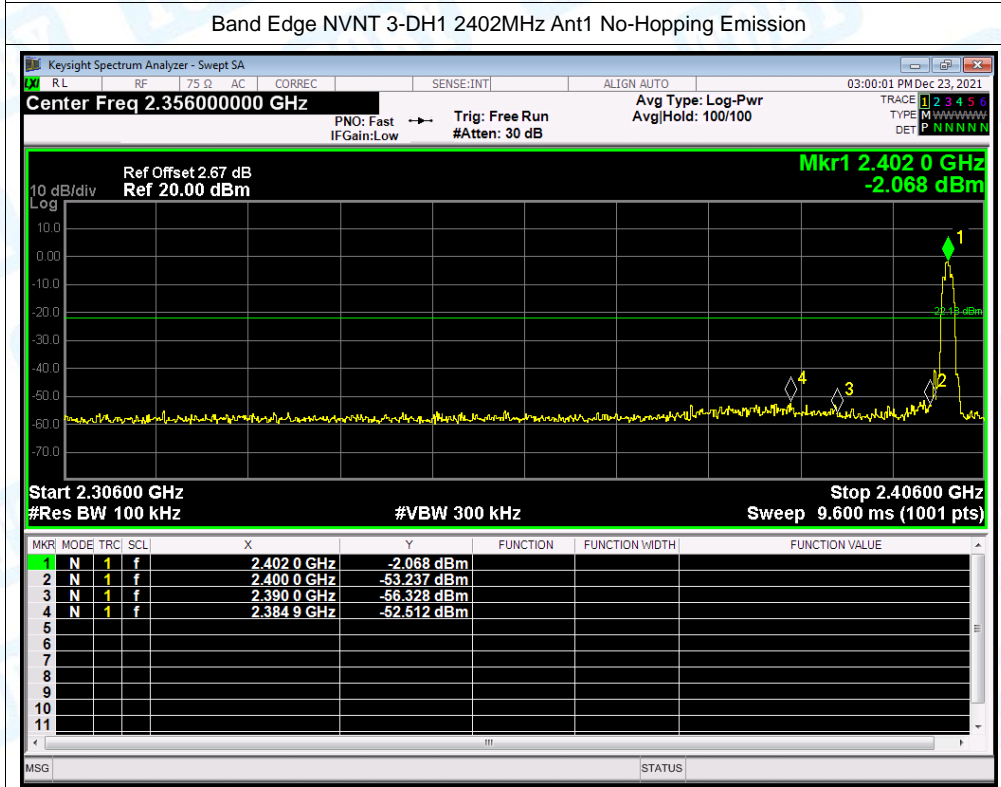 Band Edge NVNT 3-DH1 2402MHz Ant1 No-Hopping Emission
Keysight Spectrum Analyzer - Swept SA
LXI RL RF 75 Ω AC CORREC SENSE:INT ALIGN AUTO 03:00:01 PM Dec 23, 2021
Center Freq 2.356000000 GHz
PNO: Fast
IFGain:Low
Trig: Free Run
#Atten: 30 dB
Avg Type: Log-Pwr
Avg|Hold: 100/100
TRACE 1 2 3 4 5 6
TYPE M WWWWW
DET P N N N N N
Mkr1 2.402 0 GHz
-2.068 dBm
Ref Offset 2.67 dB
10 dB/div Ref 20.00 dBm
Log
10.0
0.00
-10.0
-20.0
-30.0
-40.0
-50.0
-60.0
-70.0
1
-22.13 dBm
4
3
2
Start 2.30600 GHz Stop 2.40600 GHz
#Res BW 100 kHz #VBW 300 kHz Sweep 9.600 ms (1001 pts)
MKR MODE TRC SCL X Y FUNCTION FUNCTION WIDTH FUNCTION VALUE
1 N 1 f 2.402 0 GHz -2.068 dBm
2 N 1 f 2.400 0 GHz -53.237 dBm
3 N 1 f 2.390 0 GHz -56.328 dBm
4 N 1 f 2.384 9 GHz -52.512 dBm
5
6
7
8
9
10
11
MSG STATUS